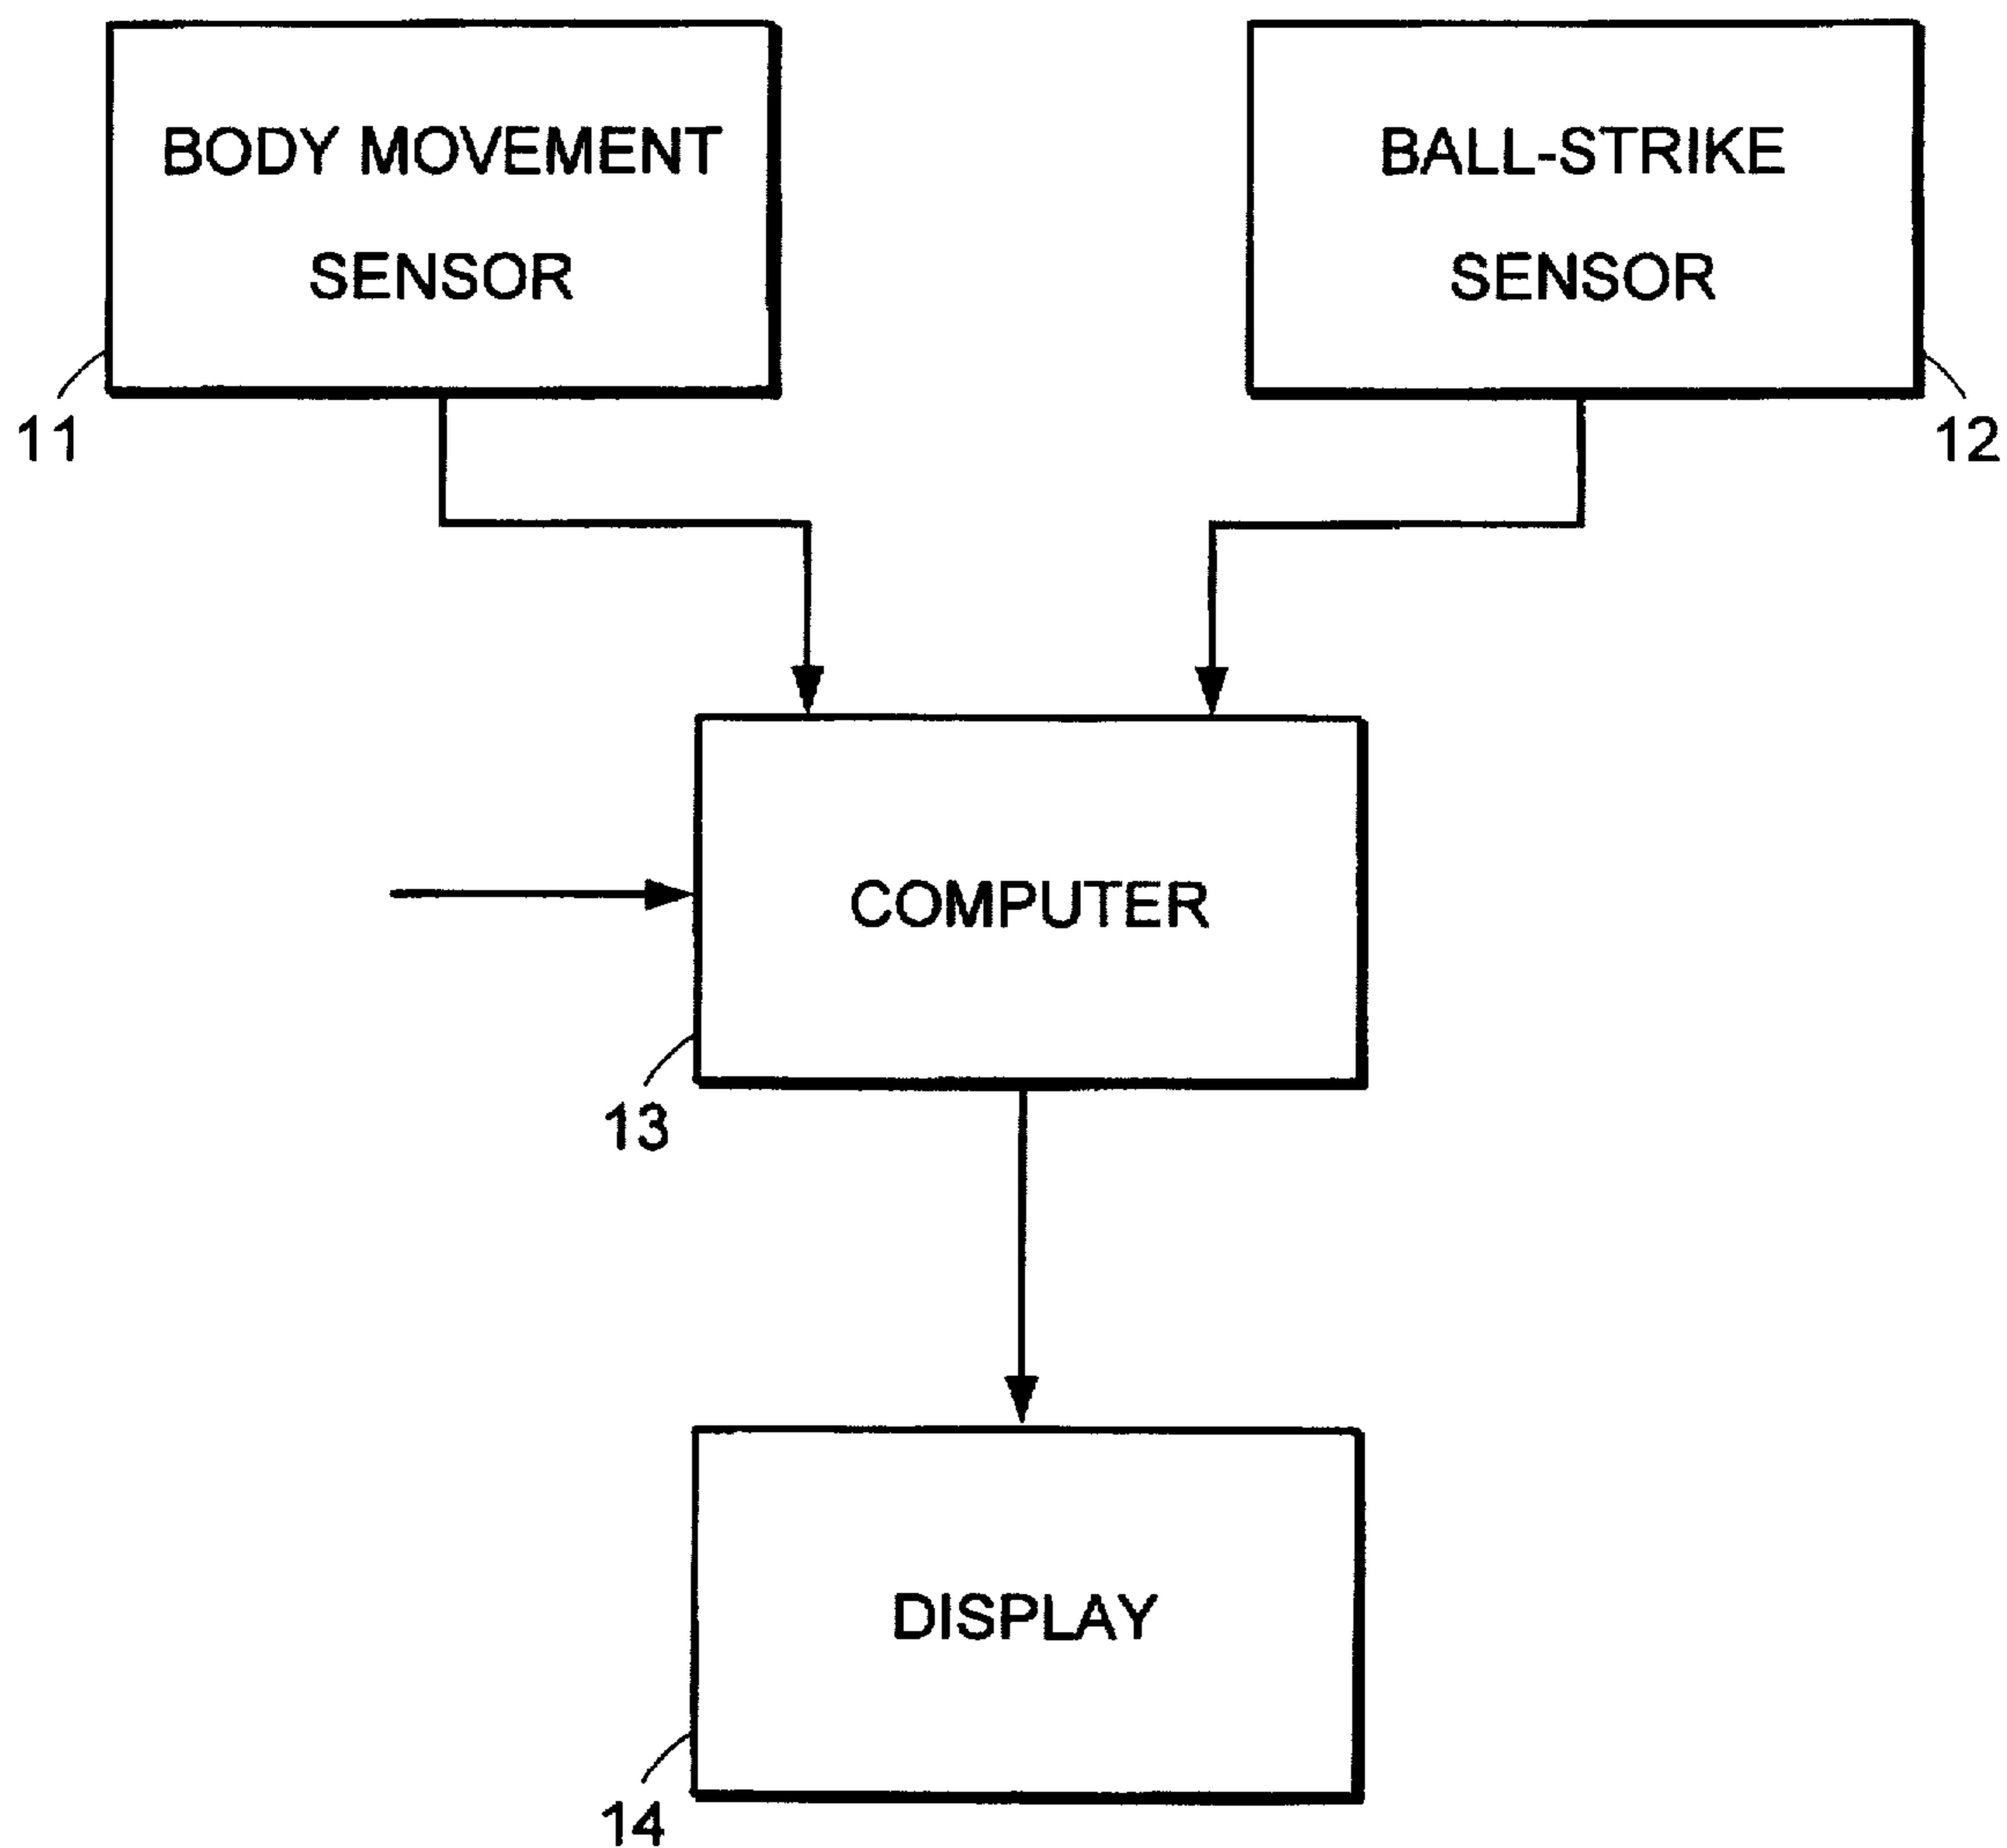 BODY MOVEMENT
SENSOR
11
BALL-STRIKE
SENSOR
12
COMPUTER
13
DISPLAY
14